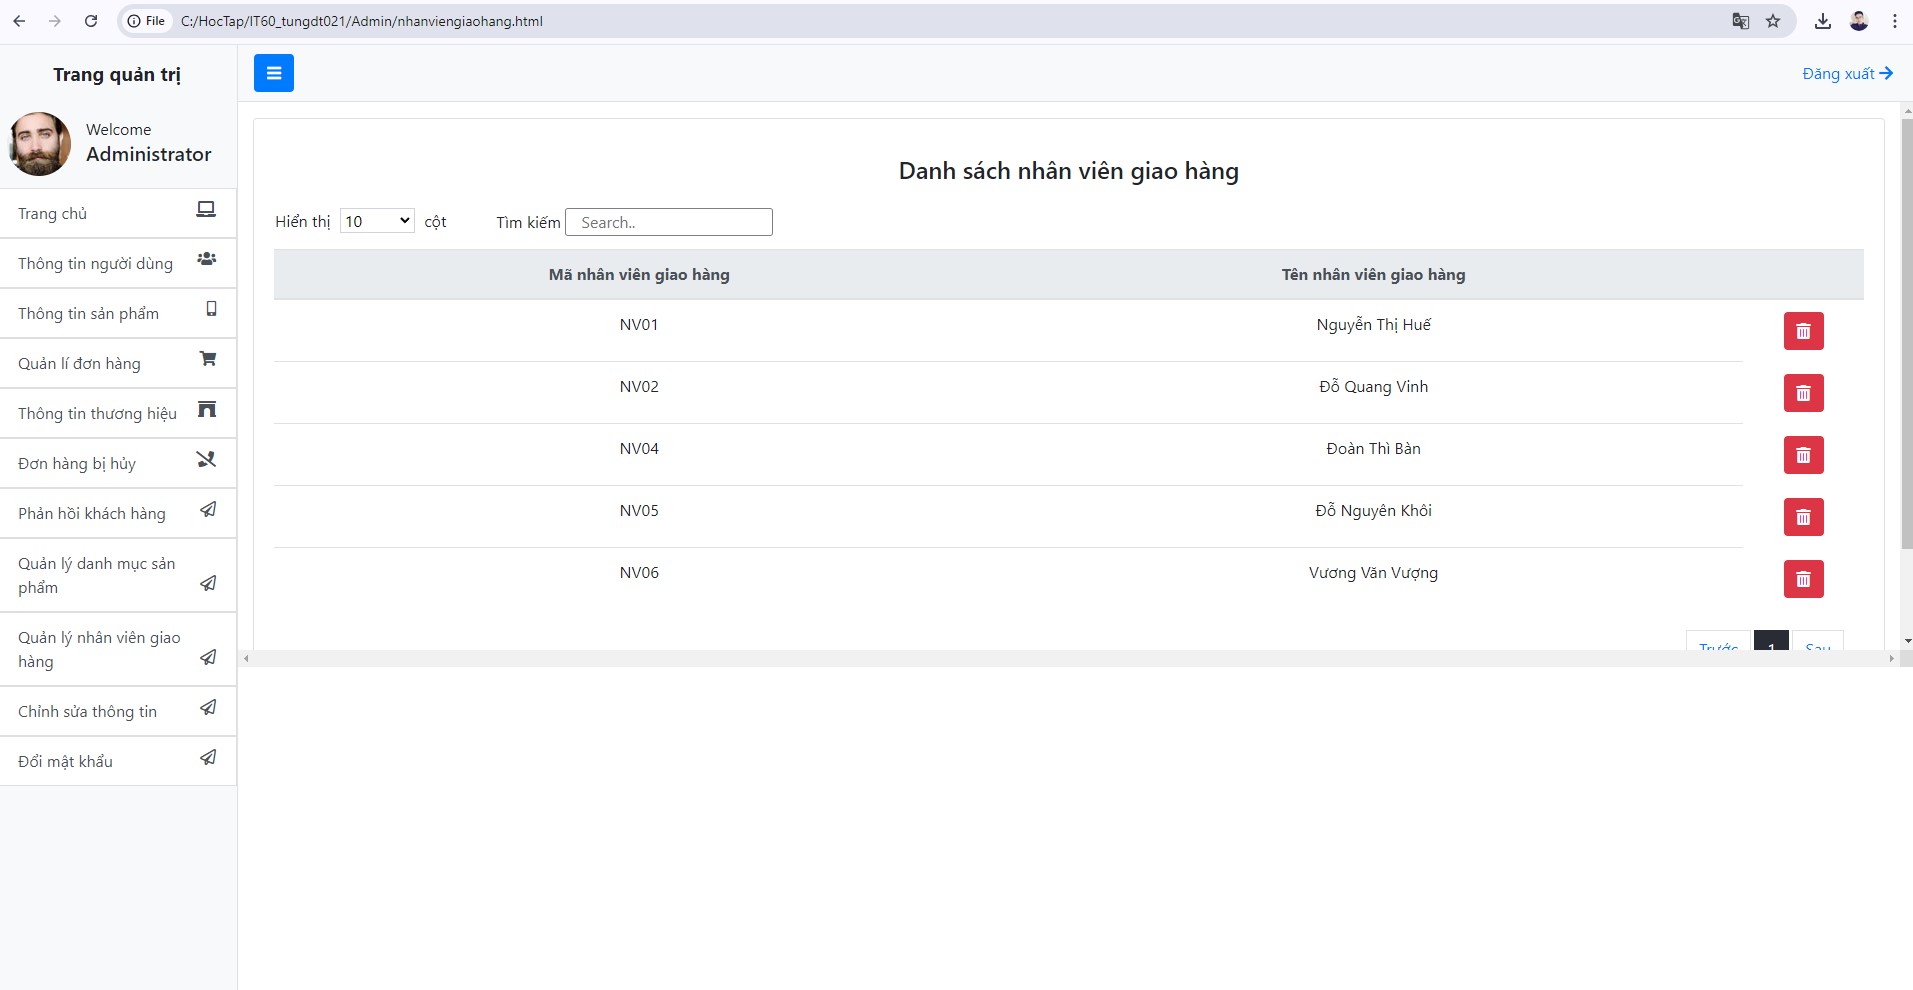 File C:/HocTap/IT60_tungdt021/Admin/nhanviengiaohang.html
Trang quản trị
Đăng xuất
Welcome
Administrator
Trang chủ
Thông tin người dùng
Thông tin sản phẩm
Quản lí đơn hàng
Thông tin thương hiệu
Đơn hàng bị hủy
Phản hồi khách hàng
Quản lý danh mục sản
phẩm
Quản lý nhân viên giao
hàng
Chỉnh sửa thông tin
Đổi mật khẩu
Danh sách nhân viên giao hàng
Hiển thị 10 cột Tìm kiếm Search..
Mã nhân viên giao hàng Tên nhân viên giao hàng
NV01 Nguyễn Thị Huế
NV02 Đỗ Quang Vinh
NV04 Đoàn Thì Bàn
NV05 Đỗ Nguyên Khôi
NV06 Vương Văn Vượng
Trước 1 Sau